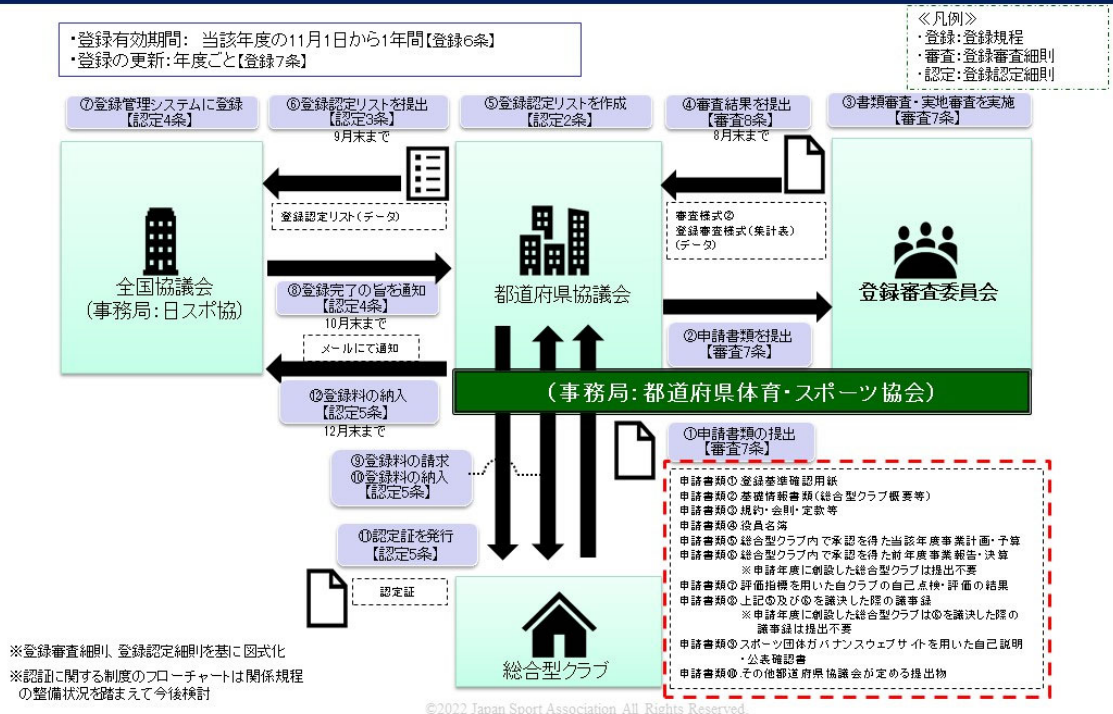 ・登録有効期間： 当該年度の11月1日から1年間【登録6条】
・登録の更新：年度ごと【登録7条】
≪凡例≫
・登録：登録規程
・審査：登録審査細則
・認定：登録認定細則
⑦登録管理システムに登録
【認定4条】
⑥登録認定リストを提出
【認定3条】
9月末まで
⑤登録認定リストを作成
【認定2条】
④審査結果を提出
【審査8条】
8月末まで
③書類審査・実地審査を実施
【審査7条】
登録認定リスト（データ）
審査様式②
登録審査様式（集計表）
（データ）
全国協議会
（事務局：日スポ協）
都道府県協議会
登録審査委員会
⑧登録完了の旨を通知
【認定4条】
10月末まで
メールにて通知
②申請書類を提出
【審査7条】
⑫登録料の納入
【認定5条】
12月末まで
（事務局：都道府県体育・スポーツ協会）
①申請書類の提出
【審査7条】
⑨登録料の請求
⑩登録料の納入
【認定5条】
⑪認定証を発行
【認定5条】
認定証
総合型クラブ
申請書類① 登録基準確認用紙
申請書類② 基礎情報書類（総合型クラブ概要等）
申請書類③ 規約・会則・定款等
申請書類④ 役員名簿
申請書類⑤ 総合型クラブ内で承認を得た当該年度事業計画・予算
申請書類⑥ 総合型クラブ内で承認を得た前年度事業報告・決算
※申請年度に創設した総合型クラブは提出不要
申請書類⑦ 評価指標を用いた自クラブの自己点検・評価の結果
申請書類⑧ 上記⑤及び⑥を議決した際の議事録
※申請年度に創設した総合型クラブは⑥を議決した際の
議事録は提出不要
申請書類⑨ スポーツ団体ガバナンスウェブサイトを用いた自己説明
・公表確認書
申請書類⑩ その他都道府県協議会が定める提出物
※登録審査細則、登録認定細則を基に図式化
※認証に関する制度のフローチャートは関係規程
の整備状況を踏まえて今後検討
©2022 Japan Sport Association All Rights Reserved.